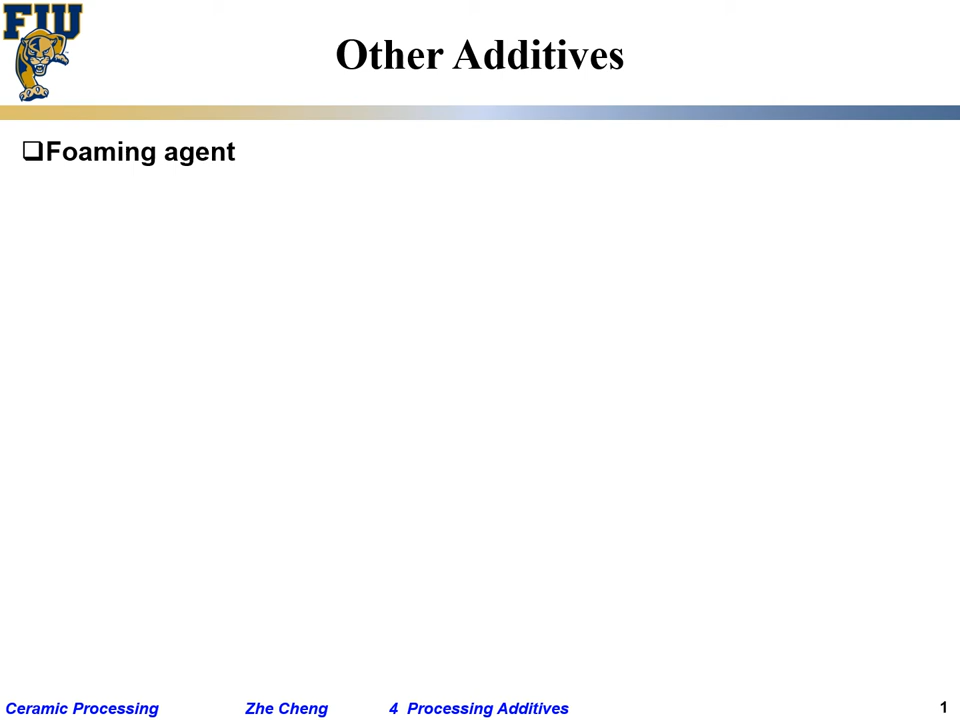 FIU
Other Additives
❑Foaming agent
Ceramic Processing Zhe Cheng 4 Processing Additives 1